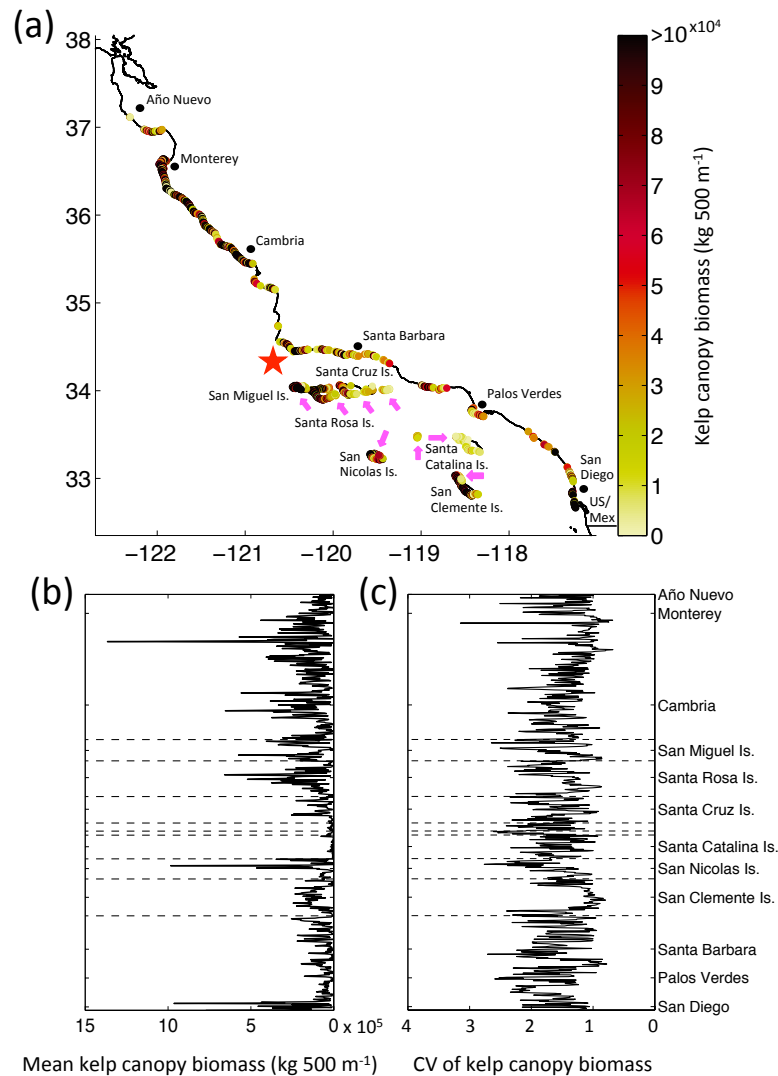 (a)
38
37
36
35
34
33
−122
−121
−120
−119
−118
Año Nuevo
Monterey
Cambria
Santa Barbara
Santa Cruz Is.
San Miguel Is.
Santa Rosa Is.
Palos Verdes
San
Nicolas Is.
Santa
Catalina Is.
San
Clemente Is.
San
Diego
US/
Mex
>10
x10⁴
9
8
7
6
5
4
3
2
1
0
Kelp canopy biomass (kg 500 m⁻¹)
(b)
15
10
5
0 x 10⁵
Mean kelp canopy biomass (kg 500 m⁻¹)
(c)
Año Nuevo
Monterey
Cambria
San Miguel Is.
Santa Rosa Is.
Santa Cruz Is.
Santa Catalina Is.
San Nicolas Is.
San Clemente Is.
Santa Barbara
Palos Verdes
San Diego
4
3
2
1
0
CV of kelp canopy biomass